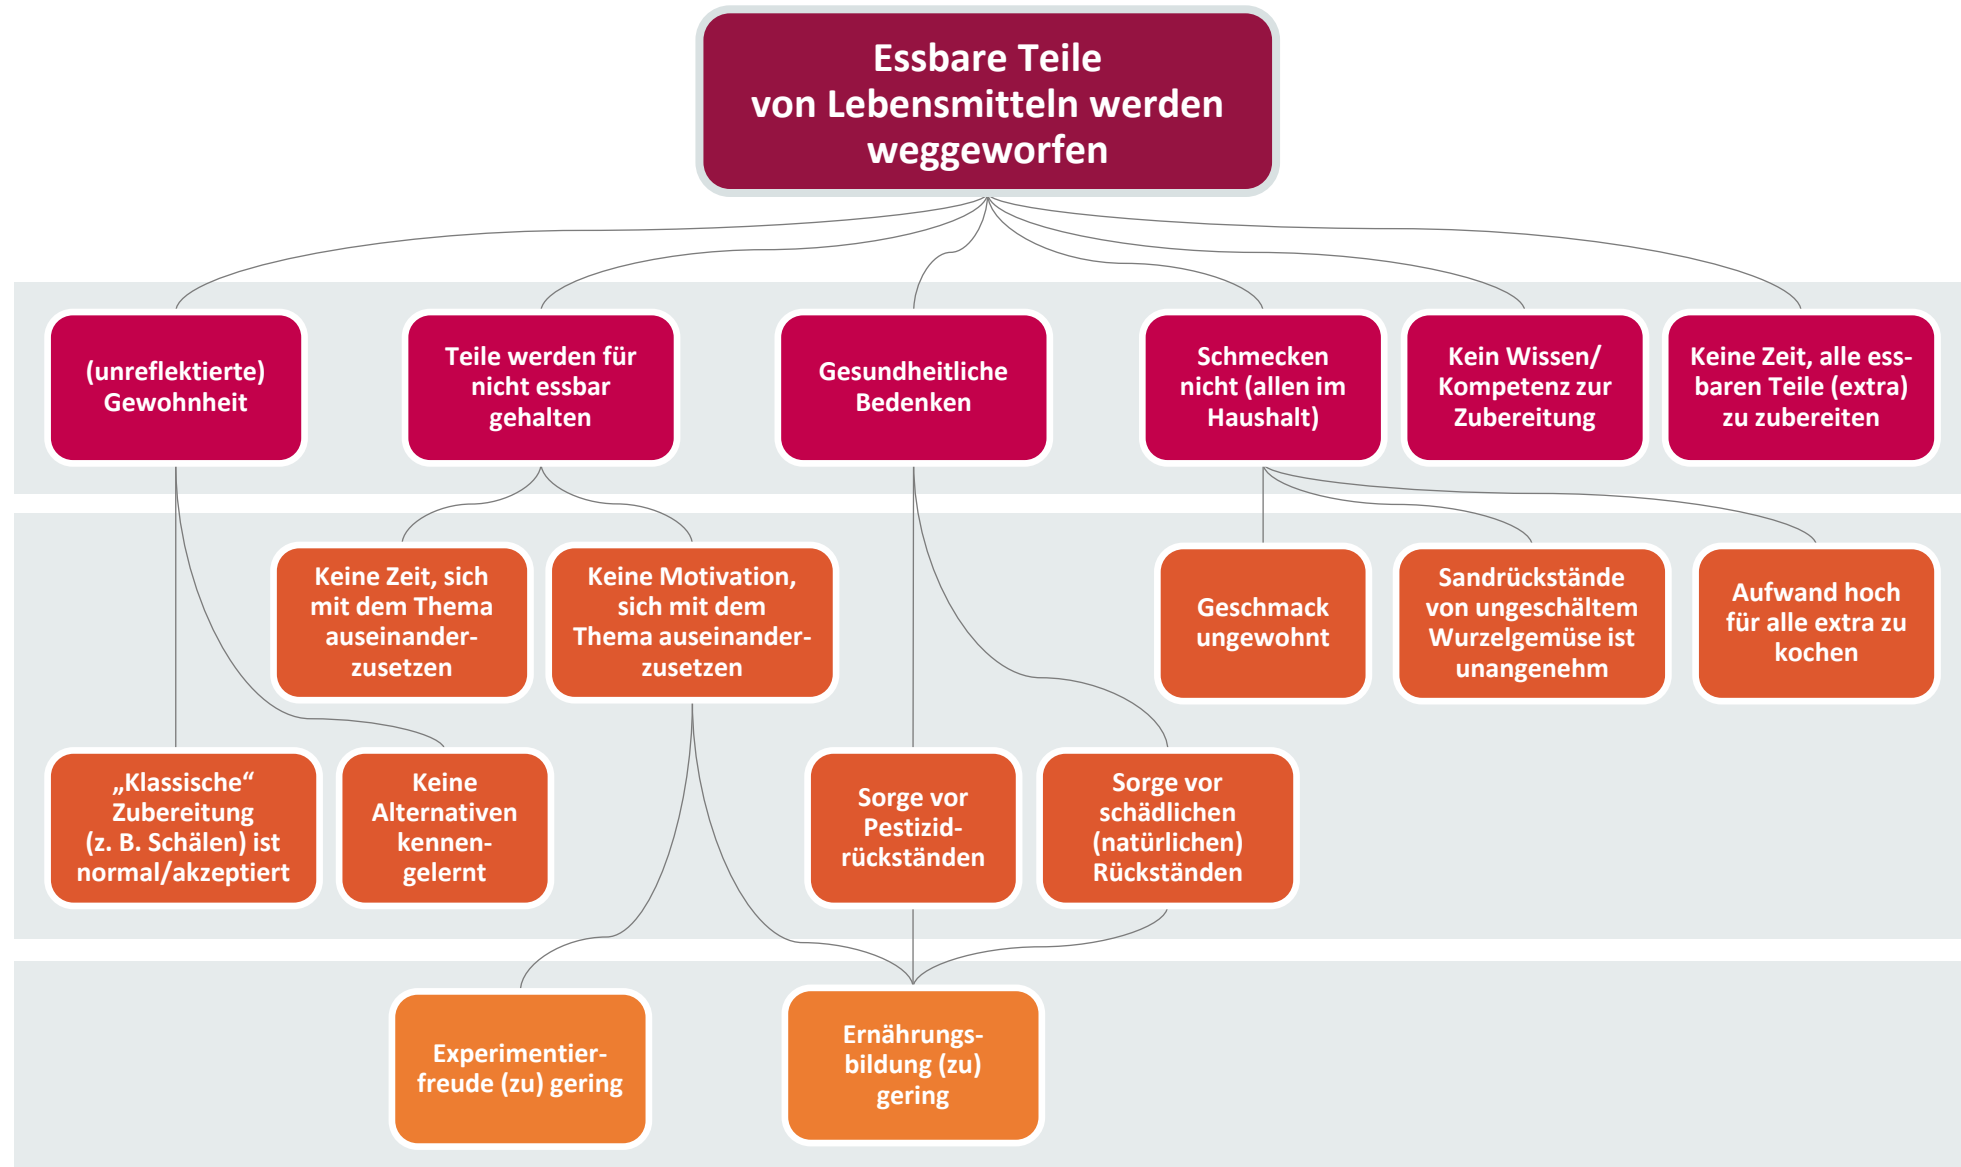 Essbare Teile
von Lebensmitteln werden
weggeworfen
(unreflektierte)
Gewohnheit
Teile werden für
nicht essbar
gehalten
Gesundheitliche
Bedenken
Schmecken
nicht (allen im
Haushalt)
Kein Wissen/
Kompetenz zur
Zubereitung
Keine Zeit, alle ess-
baren Teile (extra)
zu zubereiten
Keine Zeit, sich
mit dem Thema
auseinander-
zusetzen
Keine Motivation,
sich mit dem
Thema auseinander-
zusetzen
Geschmack
ungewohnt
Sandrückstände
von ungeschältem
Wurzelgemüse ist
unangenehm
Aufwand hoch
für alle extra zu
kochen
„Klassische“
Zubereitung
(z. B. Schälen) ist
normal/akzeptiert
Keine
Alternativen
kennen-
gelernt
Sorge vor
Pestizid-
rückständen
Sorge vor
schädlichen
(natürlichen)
Rückständen
Experimentier-
freude (zu) gering
Ernährungs-
bildung (zu)
gering